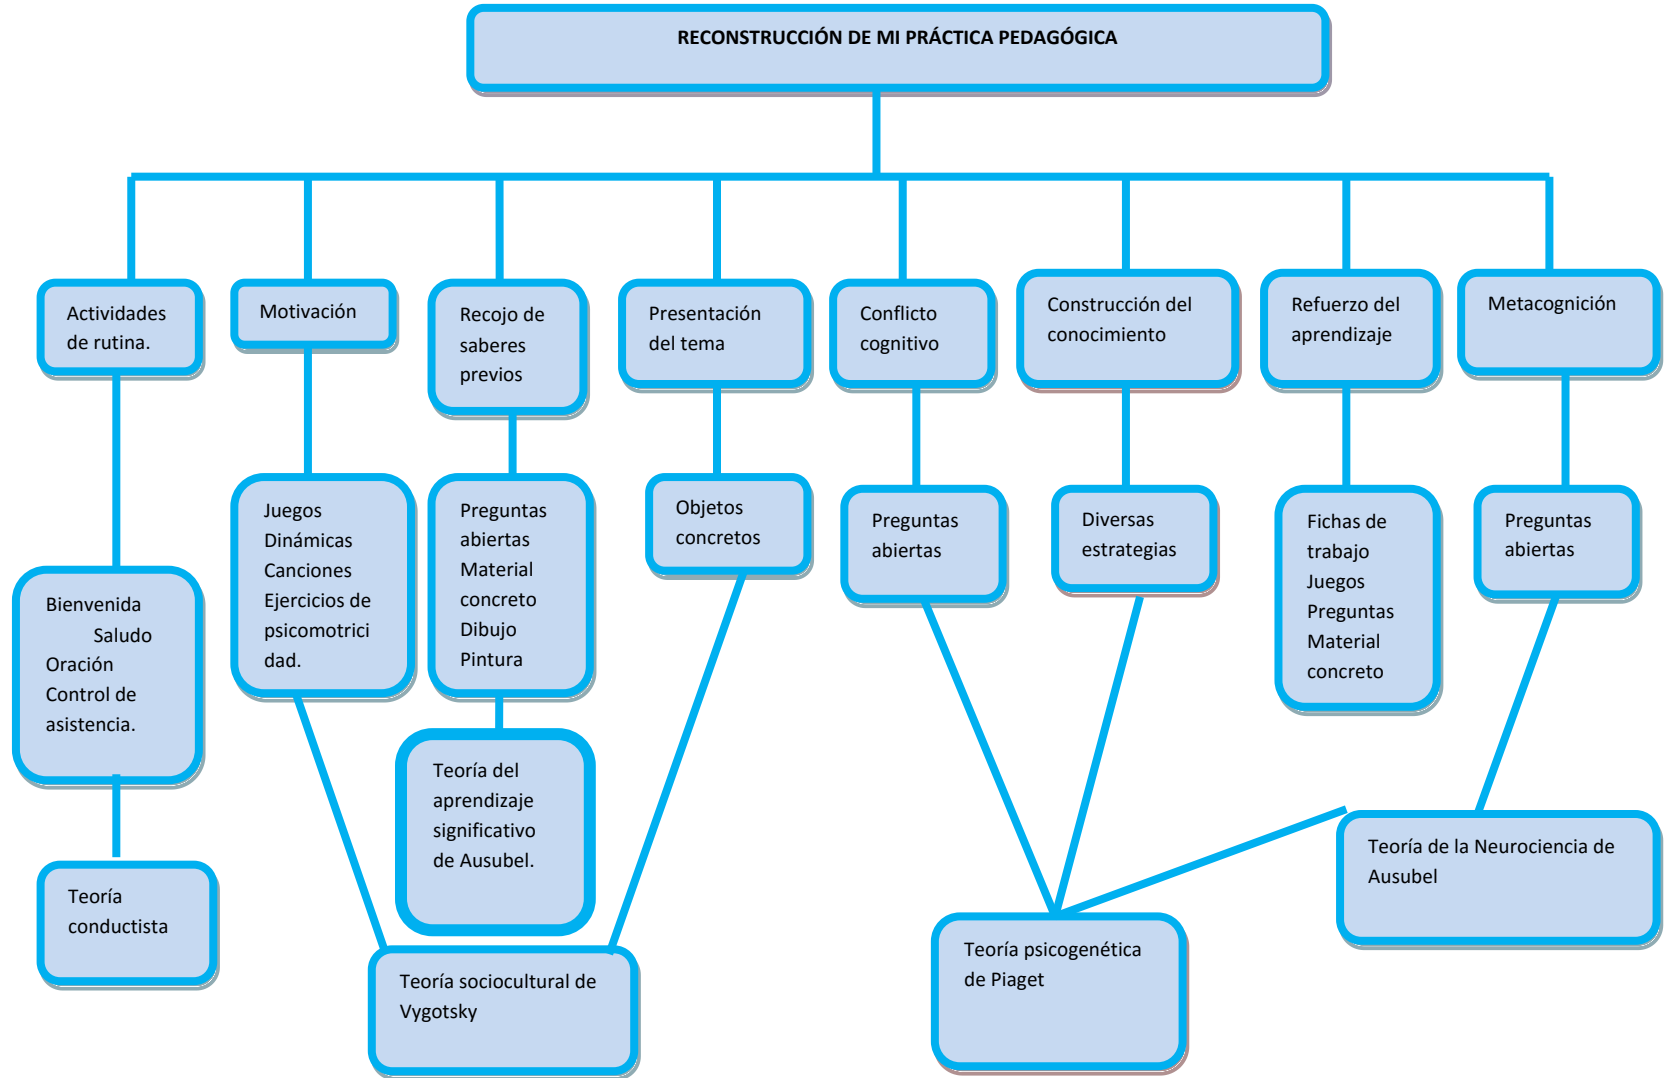 RECONSTRUCCIÓN DE MI PRÁCTICA PEDAGÓGICA
Actividades
de rutina.
Motivación
Recojo de
saberes
previos
Presentación
del tema
Conflicto
cognitivo
Construcción del
conocimiento
Refuerzo del
aprendizaje
Metacognición
Bienvenida
Saludo
Oración
Control de
asistencia.
Juegos
Dinámicas
Canciones
Ejercicios de
psicomotrici
dad.
Preguntas
abiertas
Material
concreto
Dibujo
Pintura
Objetos
concretos
Preguntas
abiertas
Diversas
estrategias
Fichas de
trabajo
Juegos
Preguntas
Material
concreto
Preguntas
abiertas
Teoría
conductista
Teoría sociocultural de
Vygotsky
Teoría del
aprendizaje
significativo
de Ausubel.
Teoría psicogenética
de Piaget
Teoría de la Neurociencia de
Ausubel